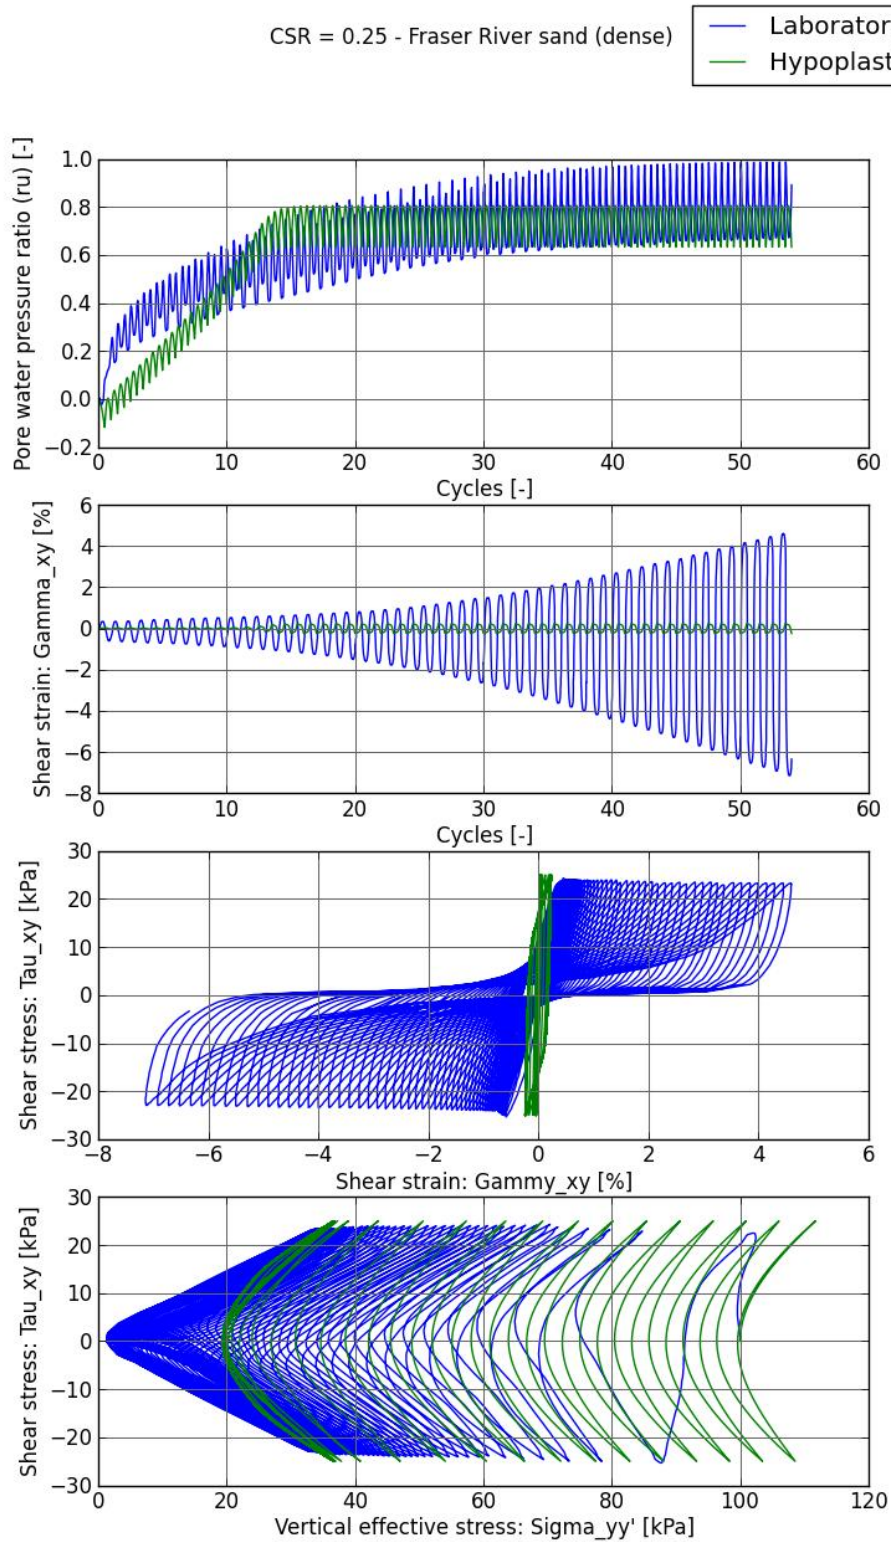 CSR = 0.25 - Fraser River sand (dense)
Laborator
Hypoplast
Pore water pressure ratio (ru) [-]
1.0
0.8
0.6
0.4
0.2
0.0
−0.2
0 10 20 30 40 50 60
Cycles [-]
Shear strain: Gamma_xy [%]
6
4
2
0
−2
−4
−6
−8
0 10 20 30 40 50 60
Cycles [-]
Shear stress: Tau_xy [kPa]
30
20
10
0
−10
−20
−30
−8 −6 −4 −2 0 2 4 6
Shear strain: Gammy_xy [%]
Shear stress: Tau_xy [kPa]
30
20
10
0
−10
−20
−30
0 20 40 60 80 100 120
Vertical effective stress: Sigma_yy' [kPa]